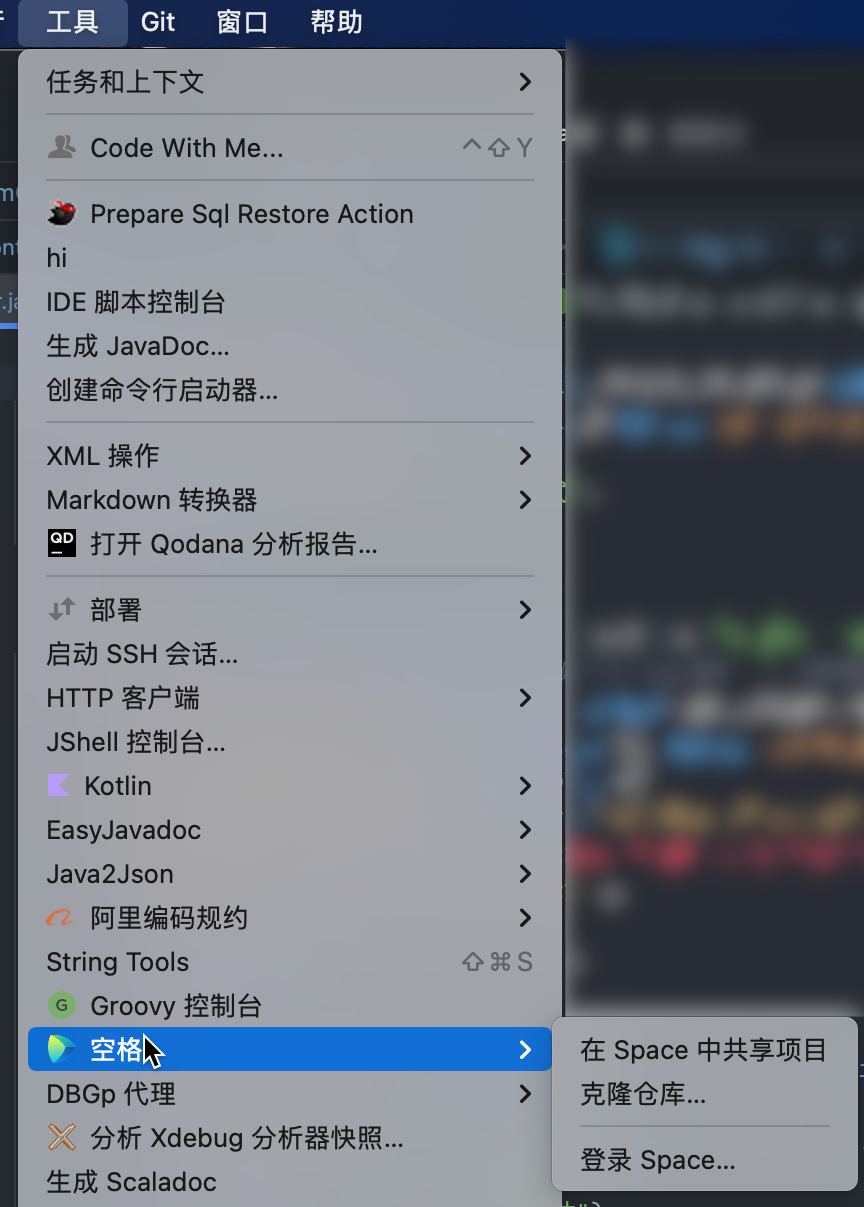 工具 Git 窗口 帮助
任务和上下文
Code With Me... ^⇧Y
Prepare Sql Restore Action
hi
IDE 脚本控制台
生成 JavaDoc...
创建命令行启动器...
XML 操作
Markdown 转换器
QD 打开 Qodana 分析报告...
部署
启动 SSH 会话...
HTTP 客户端
JShell 控制台...
Kotlin
EasyJavadoc
Java2Json
阿里编码规约
String Tools ⇧⌘S
G Groovy 控制台
空格
在 Space 中共享项目
克隆仓库...
登录 Space...
DBGp 代理
分析 Xdebug 分析器快照...
生成 Scaladoc